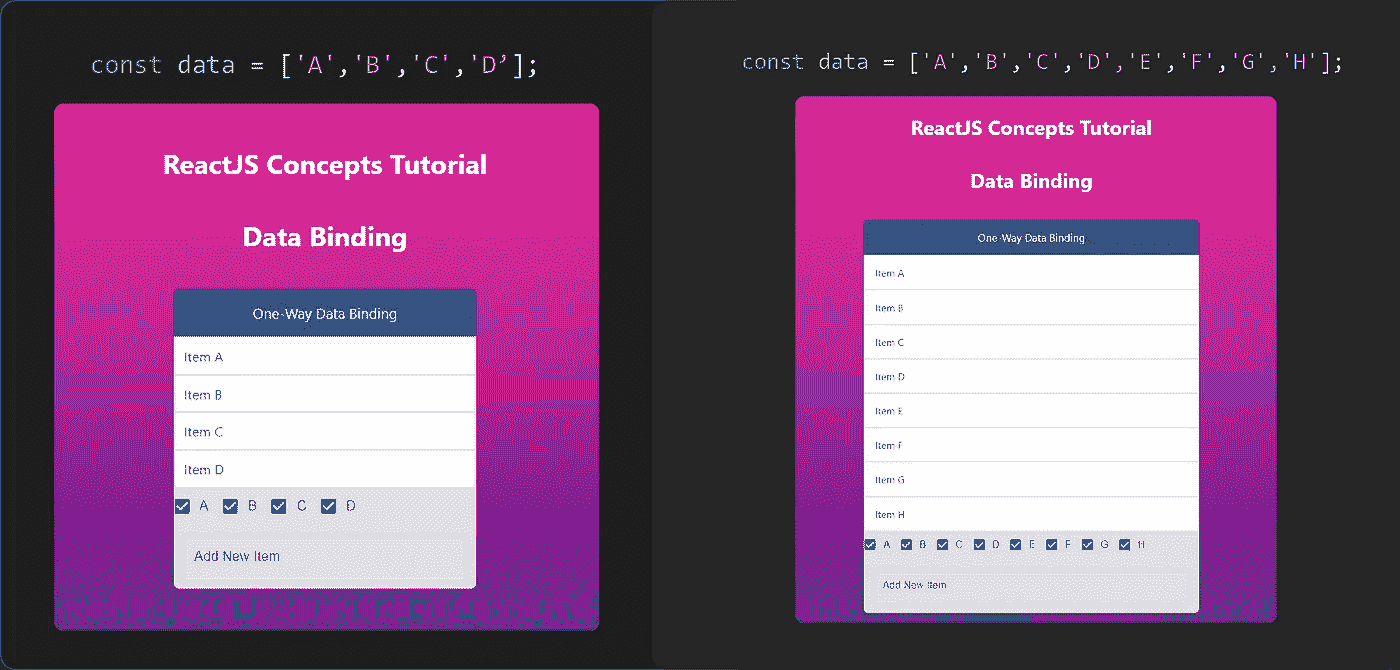 const data = ['A','B','C','D’];
ReactJS Concepts Tutorial
Data Binding
One-Way Data Binding
Item A
Item B
Item C
Item D
A B C D
Add New Item
const data = ['A','B','C','D','E','F','G','H'];
ReactJS Concepts Tutorial
Data Binding
One-Way Data Binding
Item A
Item B
Item C
Item D
Item E
Item F
Item G
Item H
A B C D E F G H
Add New Item